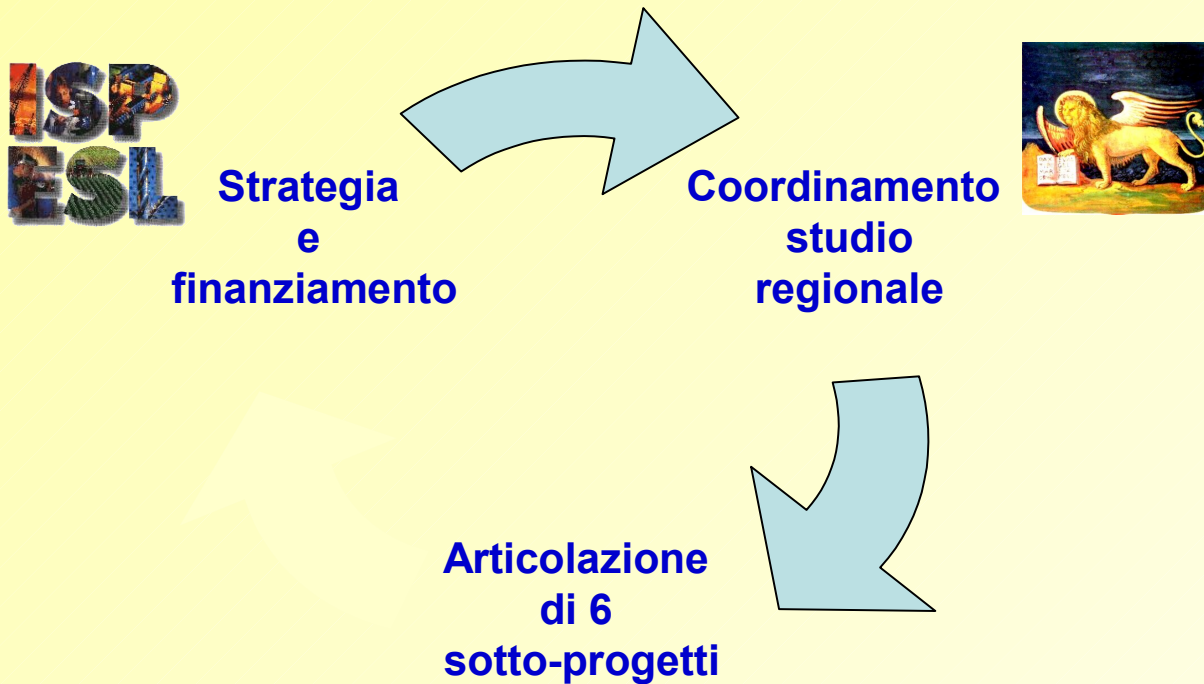 ISP
ESL
Strategia
e
finanziamento
Coordinamento
studio
regionale
Articolazione
di 6
sotto-progetti